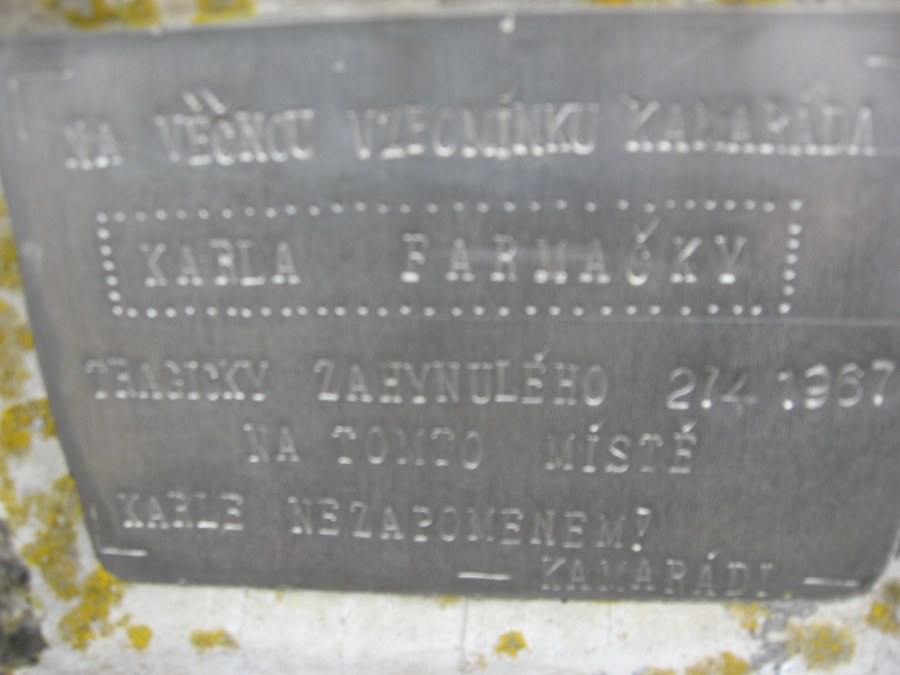 NA VĚČNOU VZPOMÍNKU KAMARÁDA
KARLA FARMAČKY
TRAGICKY ZAHYNULÉHO 2.4.1967
NA TOMTO MÍSTĚ
KARLE NEZAPOMENEM!
— KAMARÁDI —